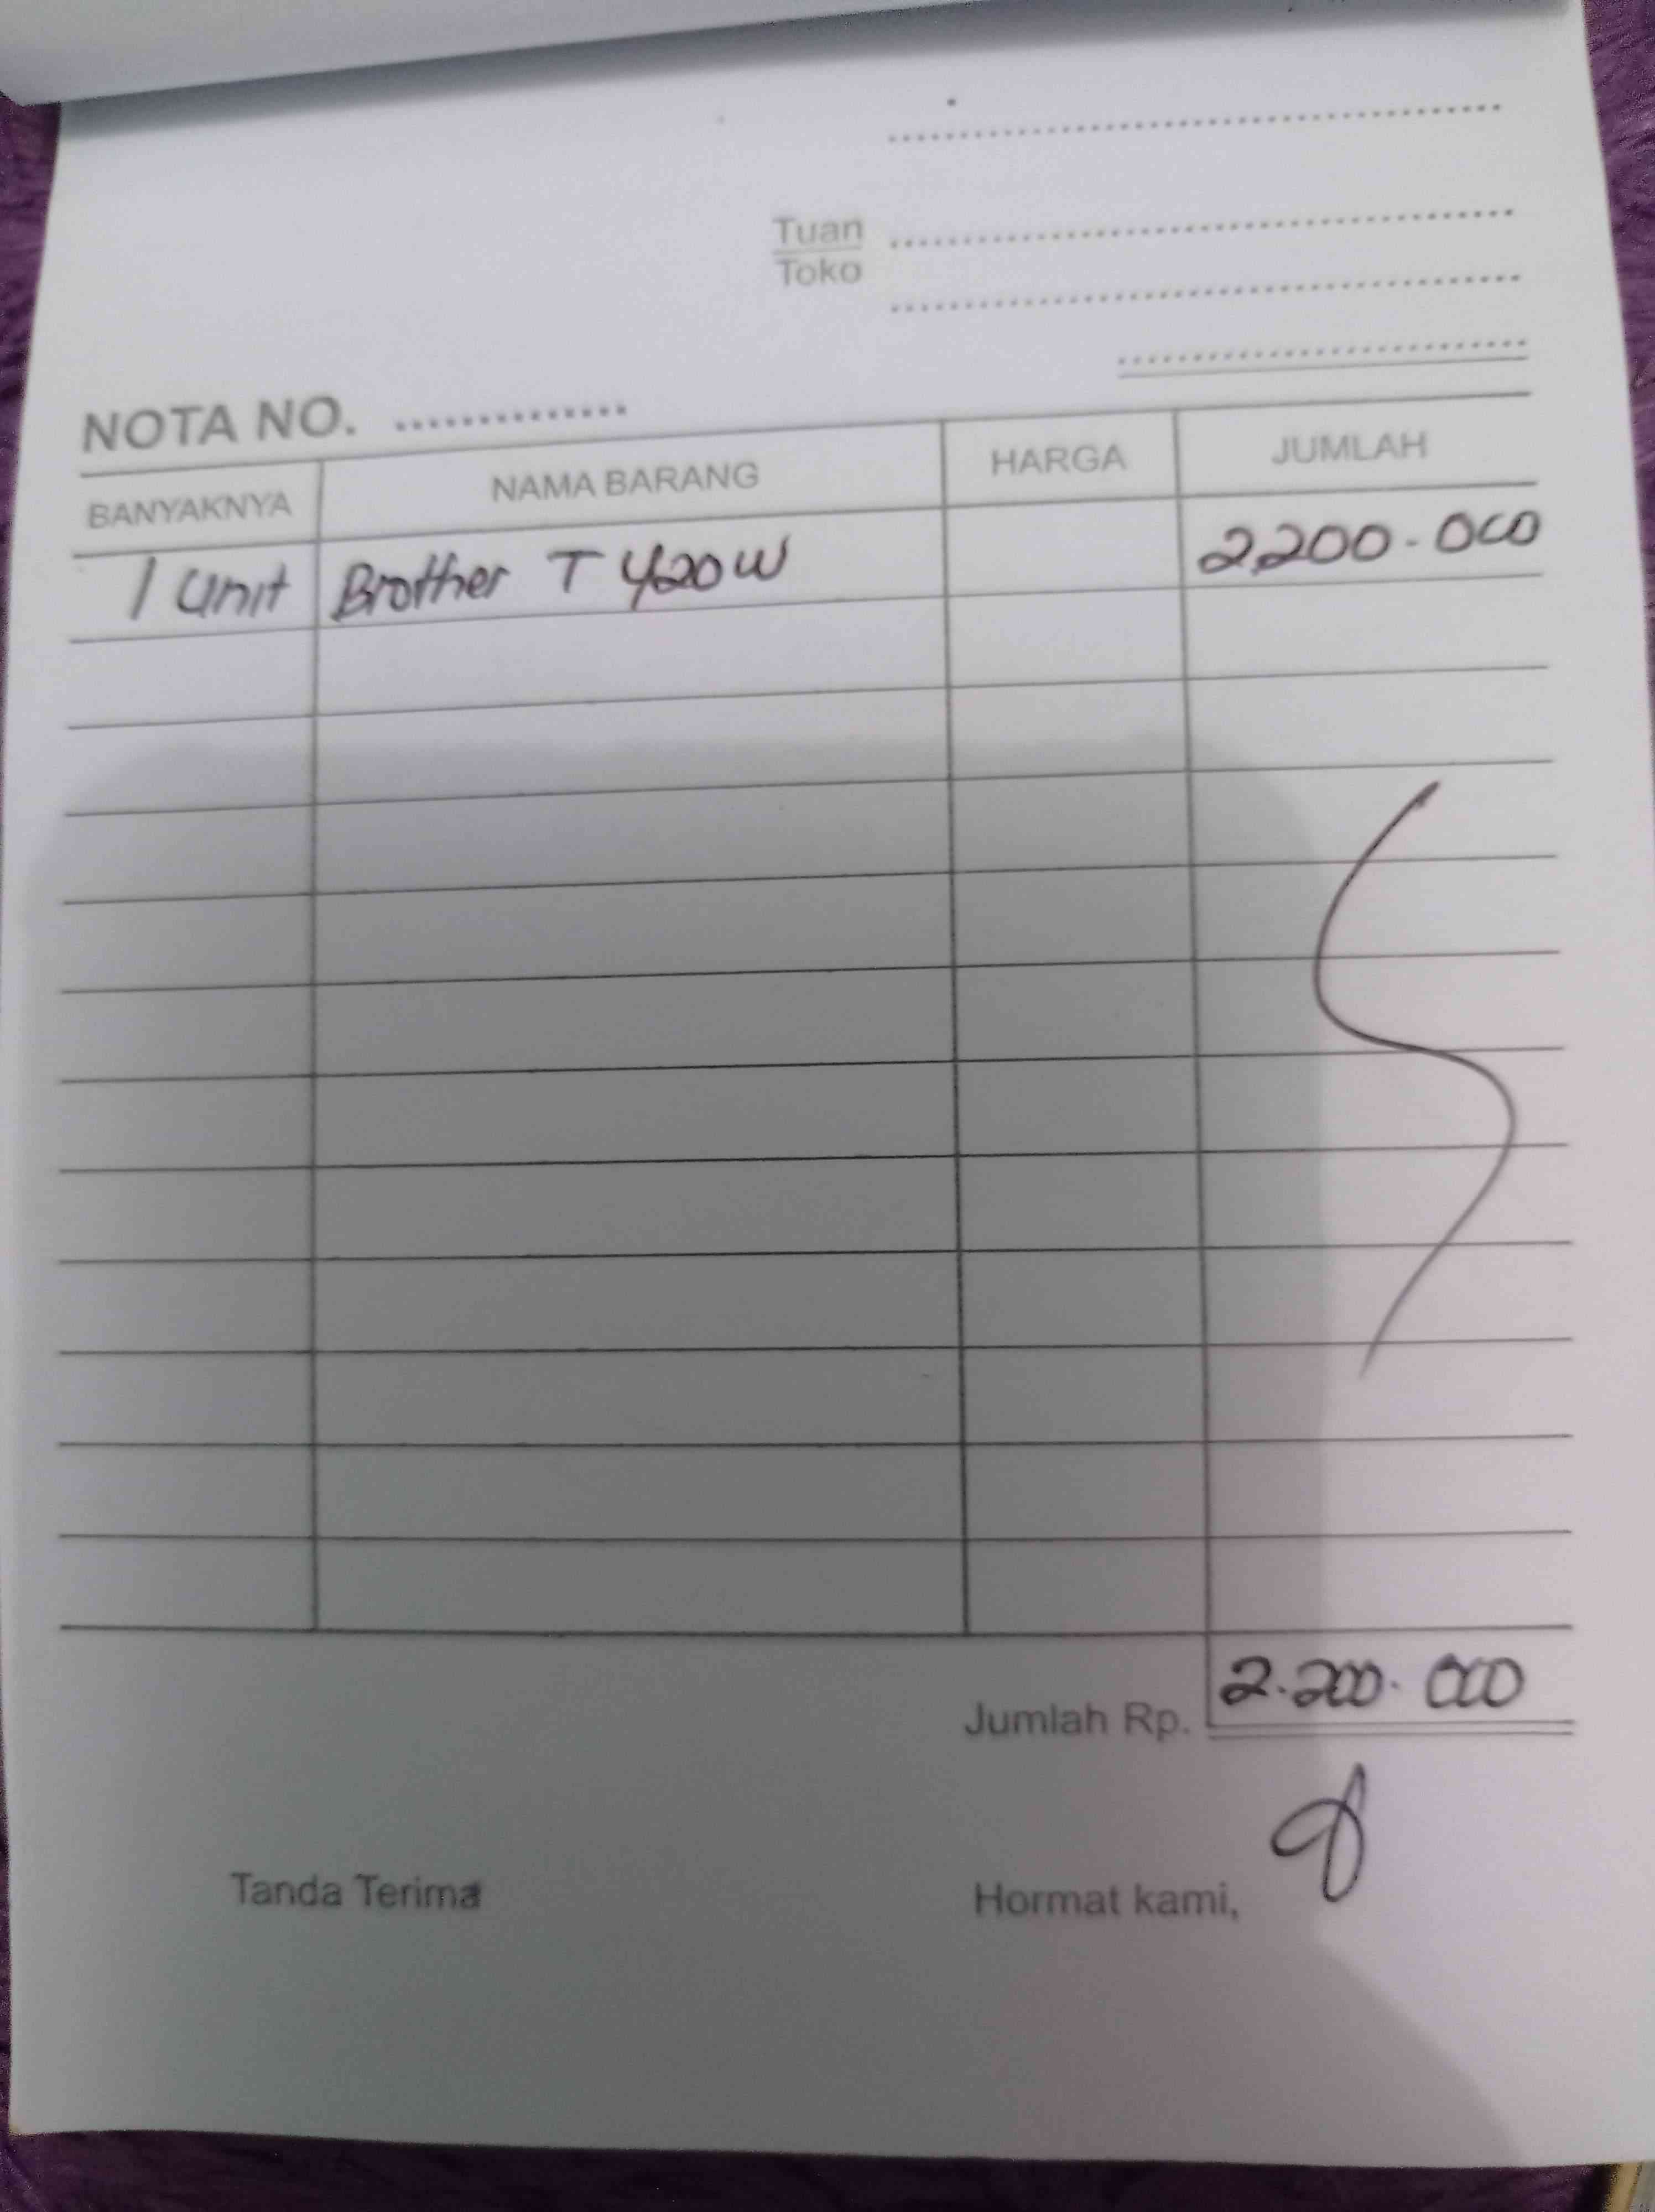 Tuan
Toko
NOTA NO.
BANYAKNYA NAMA BARANG HARGA JUMLAH
1 Unit Brother T 420W 2.200.000
Jumlah Rp. 2.200.000
Tanda Terima Hormat kami,